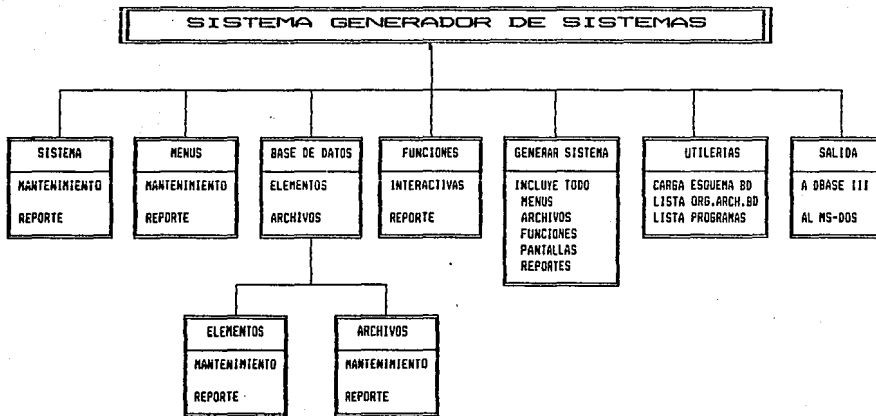 SISTEMA GENERADOR DE SISTEMAS
SISTEMA
MANTENIMIENTO
REPORTE
MENUS
MANTENIMIENTO
REPORTE
BASE DE DATOS
ELEMENTOS
ARCHIVOS
FUNCIONES
INTERACTIVAS
REPORTE
GENERAR SISTEMA
INCLUYE TODO
MENUS
ARCHIVOS
FUNCIONES
PANTALLAS
REPORTES
UTILERIAS
CARGA ESQUEMA BD
LISTA ORG.ARCH.BD
LISTA PROGRAMAS
SALIDA
A DBASE III
AL MS-DOS
ELEMENTOS
MANTENIMIENTO
REPORTE
ARCHIVOS
MANTENIMIENTO
REPORTE